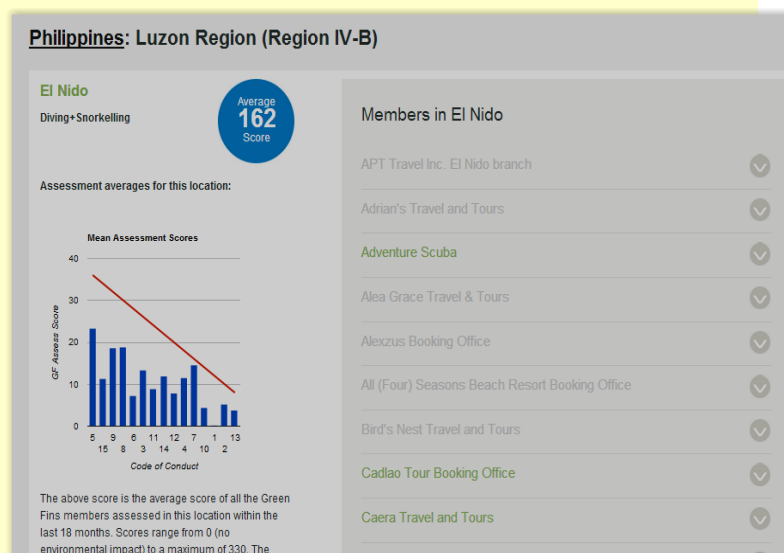 Philippines: Luzon Region (Region IV-B)
El Nido
Diving+Snorkelling
Average
162
Score
Assessment averages for this location:
Mean Assessment Scores
40
30
20
10
0
GF Assess Score
5 9 6 11 12 7 1 13
15 8 3 14 4 10 2
Code of Conduct
The above score is the average score of all the Green
Fins members assessed in this location within the
last 18 months. Scores range from 0 (no
environmental impact) to a maximum of 330. The
Members in El Nido
APT Travel Inc. El Nido branch
Adrian's Travel and Tours
Adventure Scuba
Alea Grace Travel & Tours
Alexzus Booking Office
All (Four) Seasons Beach Resort Booking Office
Bird's Nest Travel and Tours
Cadlao Tour Booking Office
Caera Travel and Tours